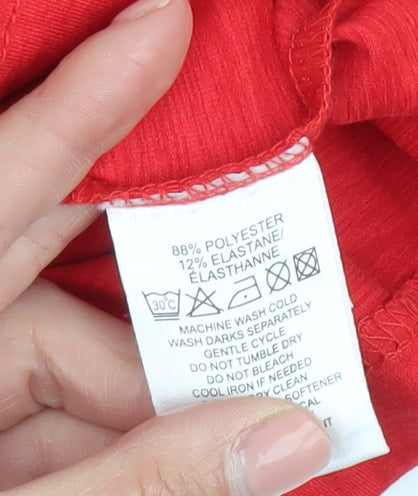 88% POLYESTER
12% ELASTANE/
ÉLASTHANNE
30°C
MACHINE WASH COLD
WASH DARKS SEPARATELY
GENTLE CYCLE
DO NOT TUMBLE DRY
DO NOT BLEACH
COOL IRON IF NEEDED
DRY CLEAN
SOFTENER